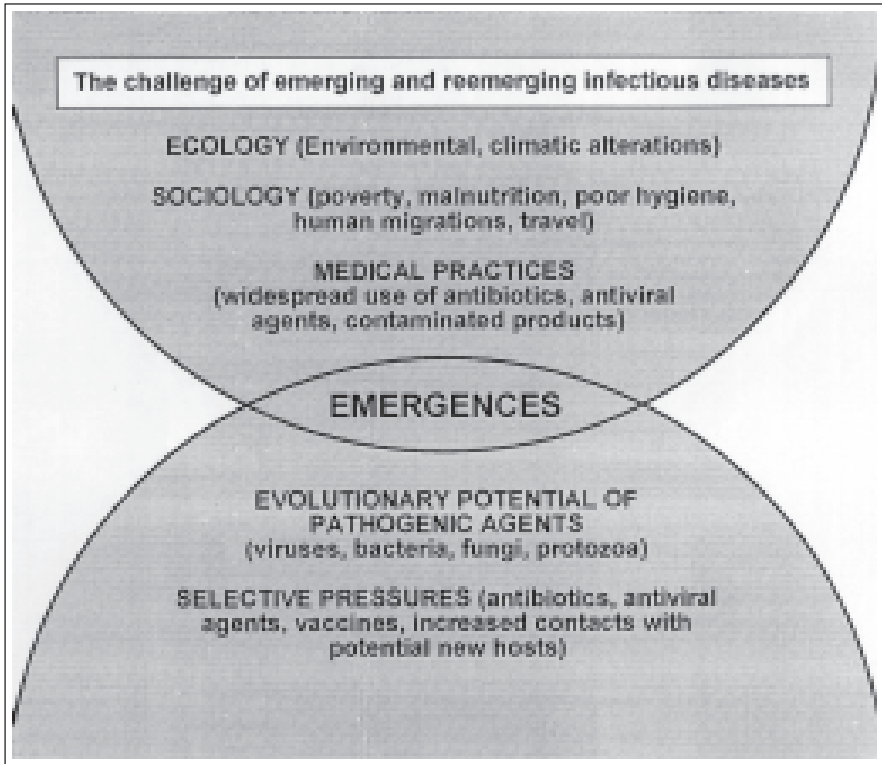 The challenge of emerging and reemerging infectious diseases
ECOLOGY (Environmental, climatic alterations)
SOCIOLOGY (poverty, malnutrition, poor hygiene,
human migrations, travel)
MEDICAL PRACTICES
(widespread use of antibiotics, antiviral
agents, contaminated products)
EMERGENCES
EVOLUTIONARY POTENTIAL OF
PATHOGENIC AGENTS
(viruses, bacteria, fungi, protozoa)
SELECTIVE PRESSURES (antibiotics, antiviral
agents, vaccines, increased contacts with
potential new hosts)